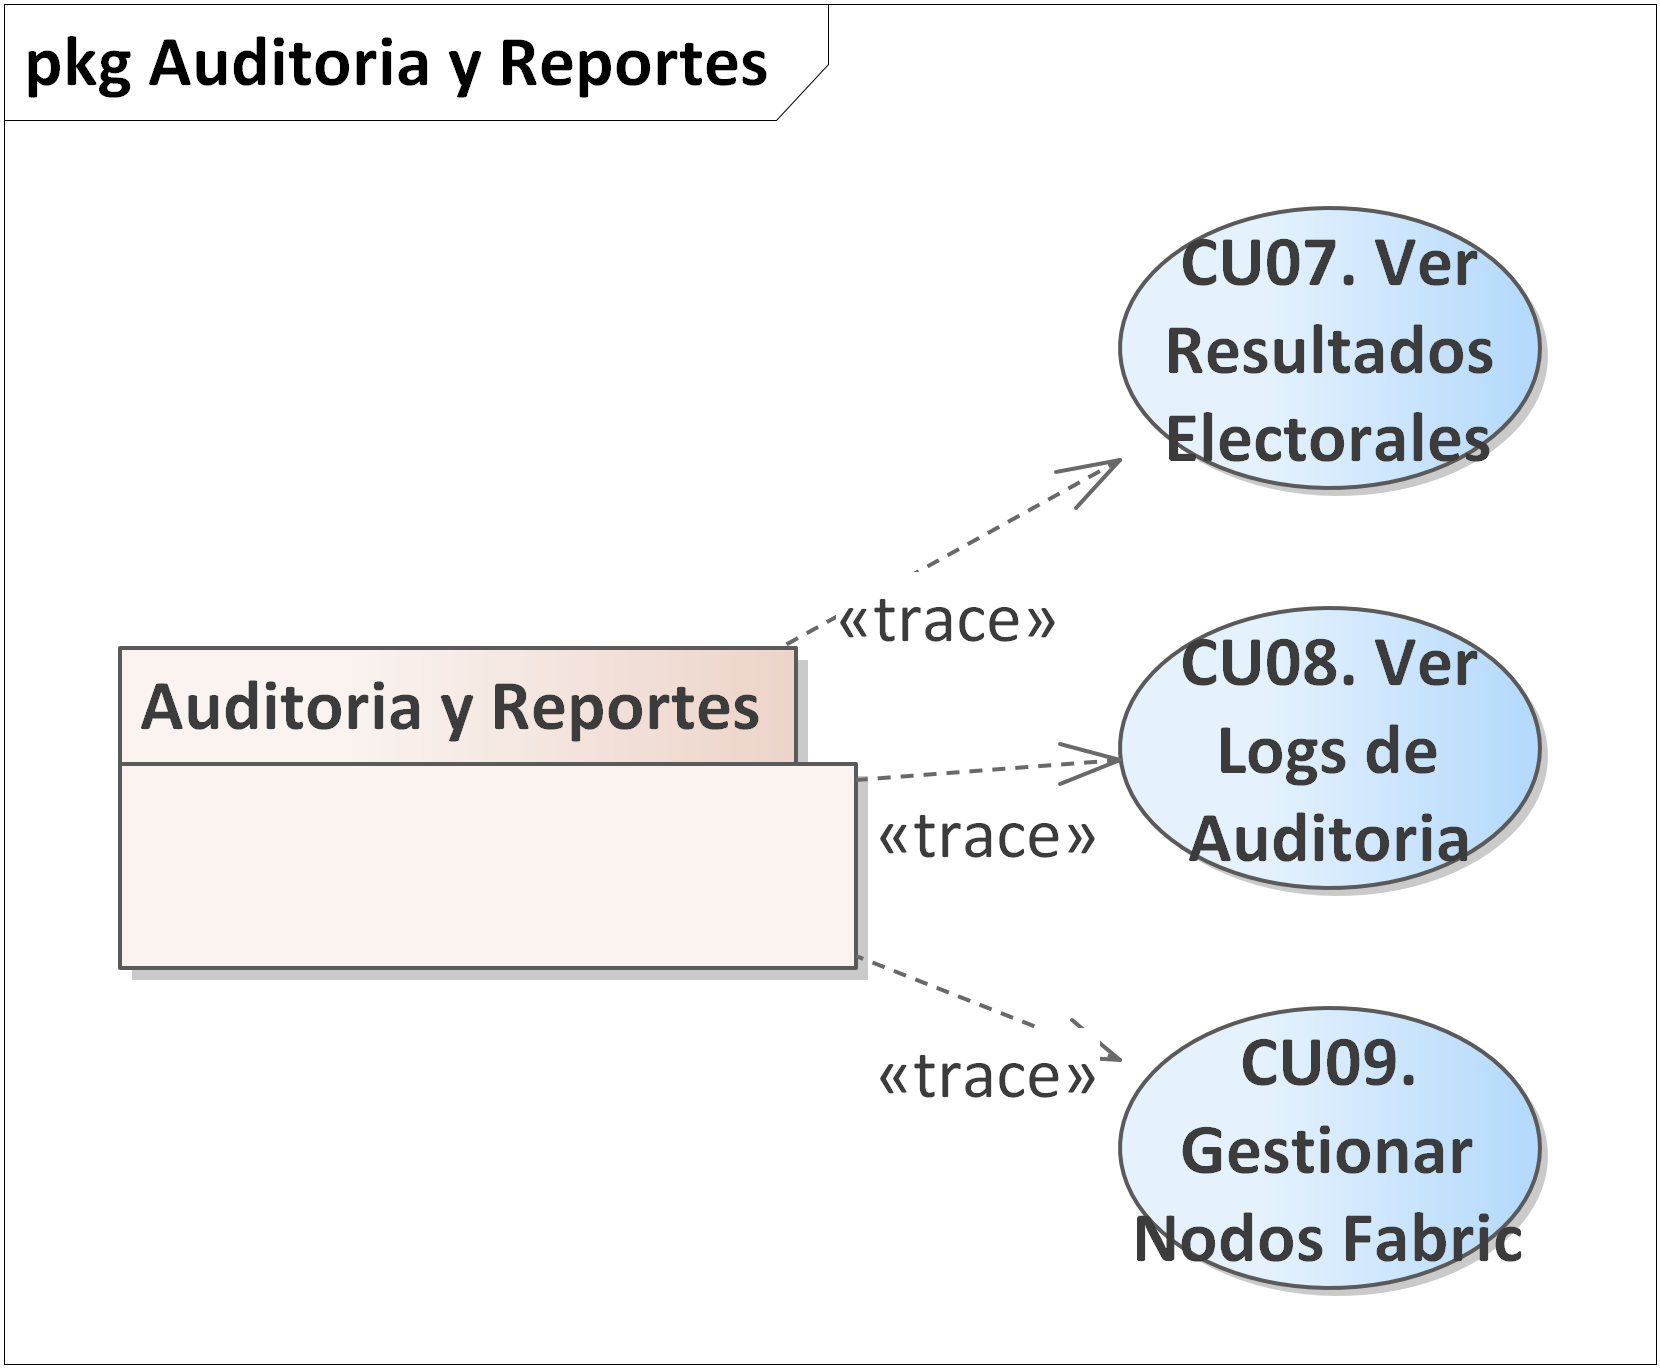 pkg Auditoria y Reportes
CU07. Ver
Resultados
Electorales
«trace»
Auditoria y Reportes
CU08. Ver
Logs de
Auditoria
«trace»
CU09.
Gestionar
Nodos Fabric
«trace»